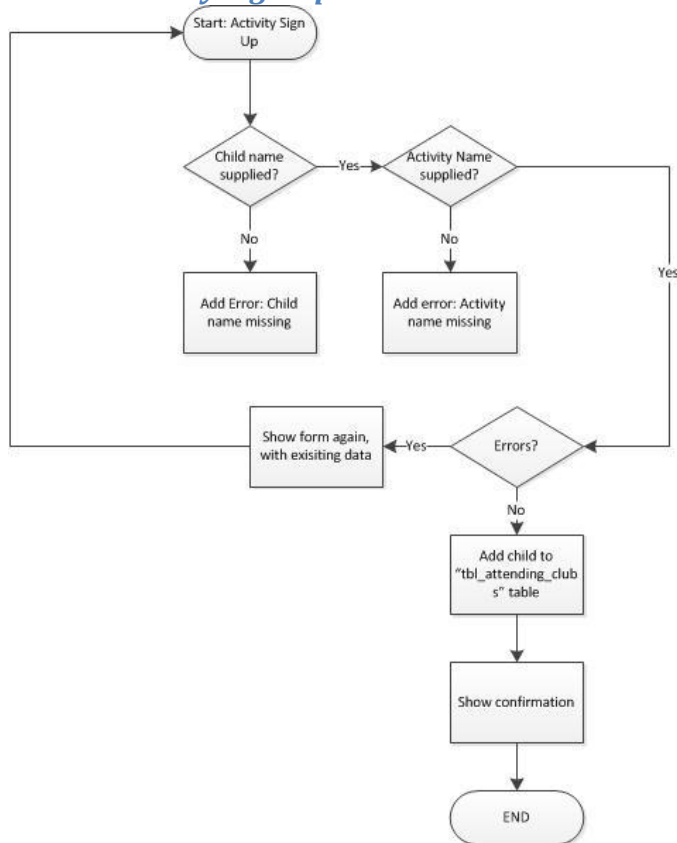 Start: Activity Sign
Up
Child name
supplied?
Yes
Activity Name
supplied?
Yes
No
No
Add Error: Child
name missing
Add error: Activity
name missing
Show form again,
with exisiting data
Yes
Errors?
No
Add child to
“tbl_attending_club
s” table
Show confirmation
END